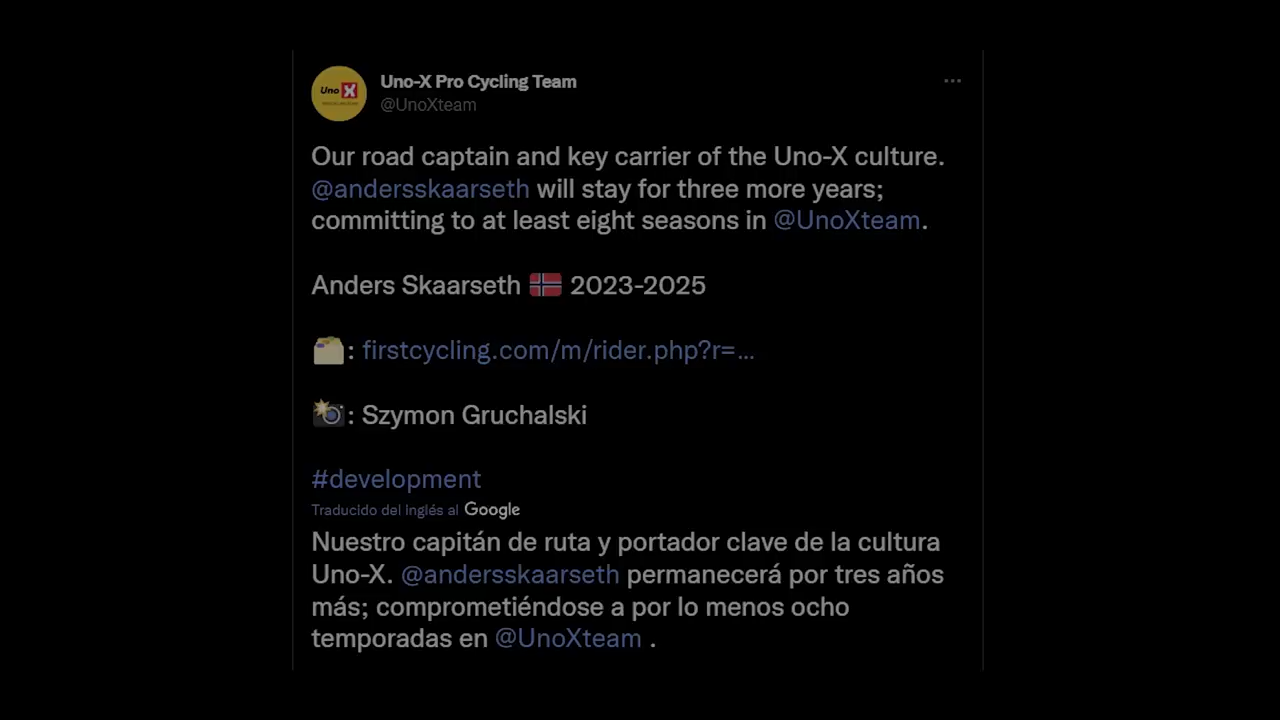 Uno-X Pro Cycling Team
@UnoXteam
Uno X
Our road captain and key carrier of the Uno-X culture.
@andersskaarseth will stay for three more years;
committing to at least eight seasons in @UnoXteam.
Anders Skaarseth 🇳🇴 2023-2025
🗂️: firstcycling.com/m/rider.php?r=…
📸: Szymon Gruchalski
#development
Traducido del inglés al Google
Nuestro capitán de ruta y portador clave de la cultura
Uno-X. @andersskaarseth permanecerá por tres años
más; comprometiéndose a por lo menos ocho
temporadas en @UnoXteam .